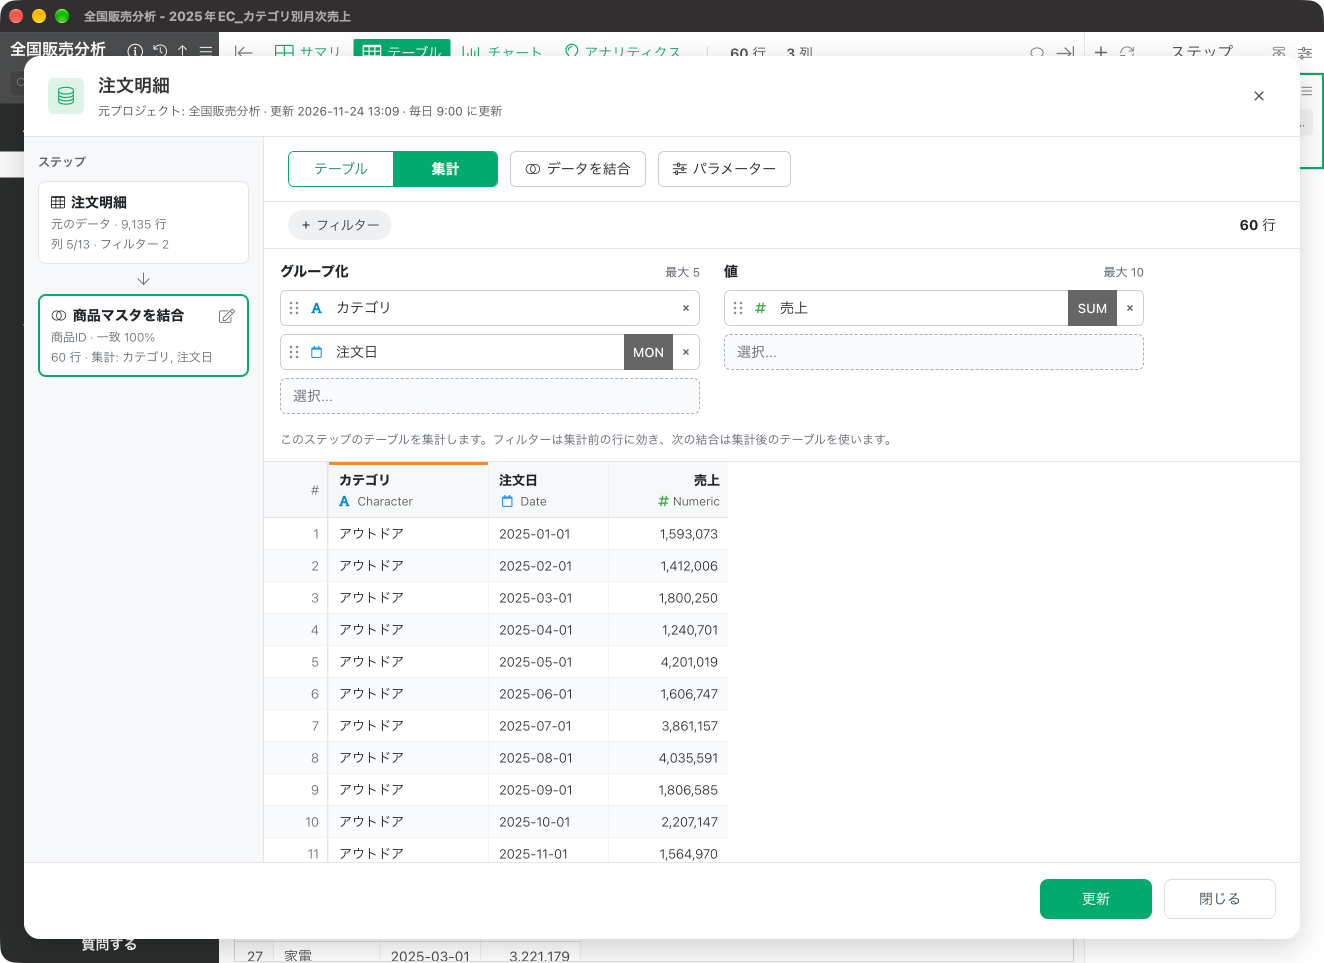 全国販売分析 - 2025年EC_カテゴリ別月次売上
全国販売分析
サマリ
テーブル
チャート
アナリティクス
60 行
3 列
ステップ
注文明細
元プロジェクト: 全国販売分析 · 更新 2026-11-24 13:09 · 毎日 9:00 に更新
ステップ
注文明細
元のデータ · 9,135 行
列 5/13 · フィルター 2
商品マスタを結合
商品ID · 一致 100%
60 行 · 集計: カテゴリ, 注文日
テーブル
集計
データを結合
パラメーター
+ フィルター
60 行
グループ化
最大 5
値
最大 10
カテゴリ
売上
SUM
注文日
MON
選択...
選択...
このステップのテーブルを集計します。フィルターは集計前の行に効き、次の結合は集計後のテーブルを使います。
# カテゴリ 注文日 売上
Character Date Numeric
1 アウトドア 2025-01-01 1,593,073
2 アウトドア 2025-02-01 1,412,006
3 アウトドア 2025-03-01 1,800,250
4 アウトドア 2025-04-01 1,240,701
5 アウトドア 2025-05-01 4,201,019
6 アウトドア 2025-06-01 1,606,747
7 アウトドア 2025-07-01 3,861,157
8 アウトドア 2025-08-01 4,035,591
9 アウトドア 2025-09-01 1,806,585
10 アウトドア 2025-10-01 2,207,147
11 アウトドア 2025-11-01 1,564,970
更新
閉じる
質問する
27 家電 2025-03-01 3,221,179